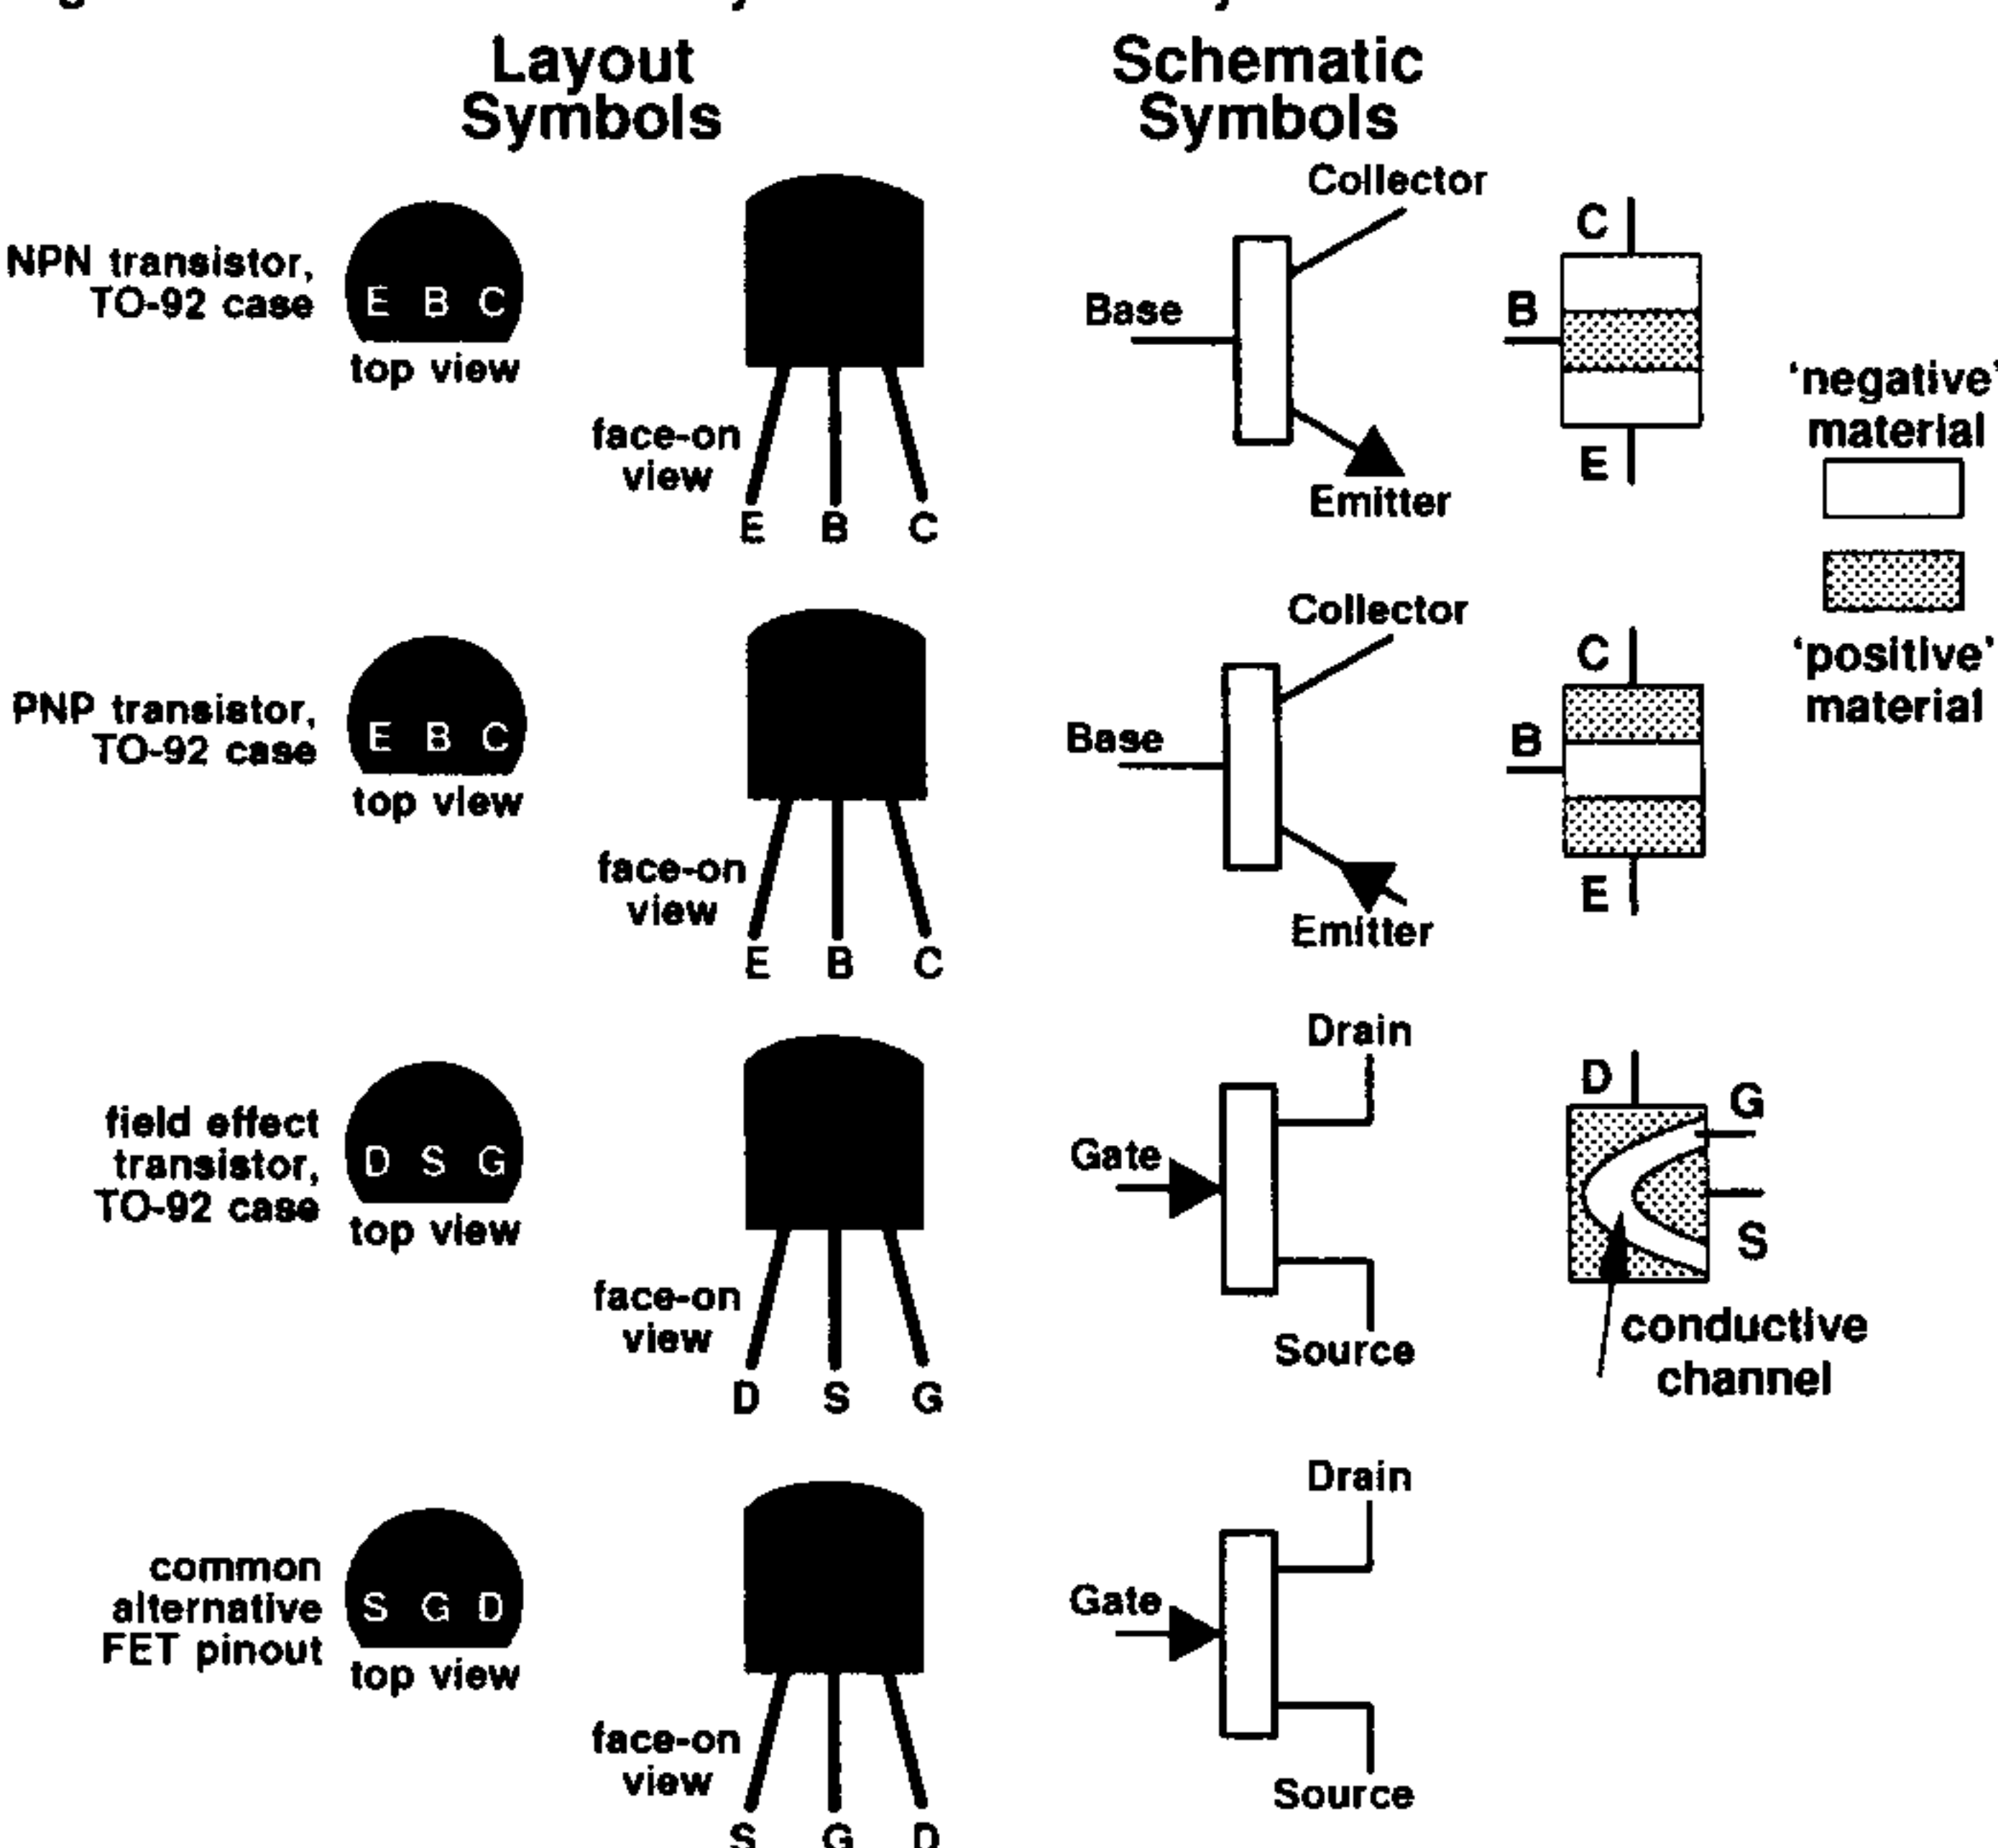 Layout
Symbols
Schematic
Symbols
NPN transistor,
TO-92 case
E B C
top view
face-on
view
E B C
Collector
Base
Emitter
C
B
E
'negative'
material
'positive'
material
PNP transistor,
TO-92 case
E B C
top view
face-on
view
E B C
Collector
Base
Emitter
C
B
E
field effect
transistor,
TO-92 case
D S G
top view
face-on
view
D S G
Drain
Gate
Source
D
G
S
conductive
channel
common
alternative
FET pinout
S G D
top view
face-on
view
S G D
Drain
Gate
Source